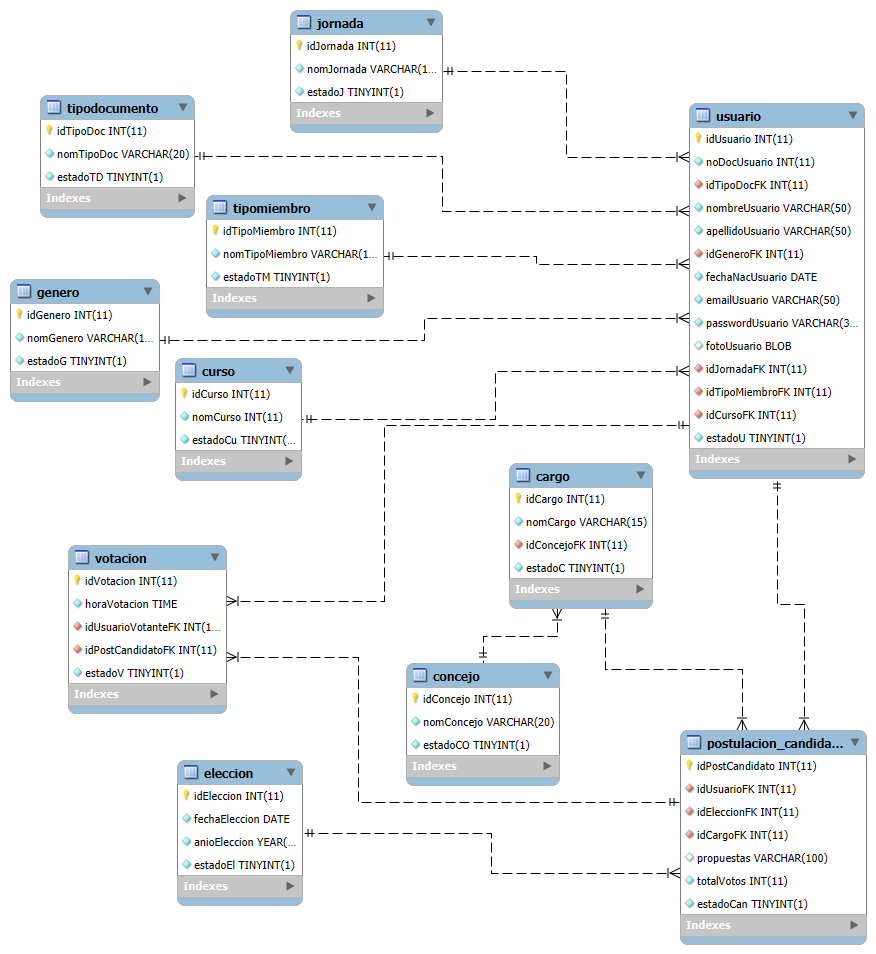 jornada
idJornada INT(11)
nomJornada VARCHAR(1...
estadoJ TINYINT(1)
Indexes
tipodocumento
idTipoDoc INT(11)
nomTipoDoc VARCHAR(20)
estadoTD TINYINT(1)
Indexes
usuario
idUsuario INT(11)
noDocUsuario INT(11)
idTipoDocFK INT(11)
nombreUsuario VARCHAR(50)
apellidoUsuario VARCHAR(50)
idGeneroFK INT(11)
fechaNacUsuario DATE
emailUsuario VARCHAR(50)
passwordUsuario VARCHAR(3...
fotoUsuario BLOB
idJornadaFK INT(11)
idTipoMiembroFK INT(11)
idCursoFK INT(11)
estadoU TINYINT(1)
Indexes
tipomiembro
idTipoMiembro INT(11)
nomTipoMiembro VARCHAR(1...
estadoTM TINYINT(1)
Indexes
genero
idGenero INT(11)
nomGenero VARCHAR(1...
estadoG TINYINT(1)
Indexes
curso
idCurso INT(11)
nomCurso INT(11)
estadoCu TINYINT(...
Indexes
cargo
idCargo INT(11)
nomCargo VARCHAR(15)
idConcejoFK INT(11)
estadoC TINYINT(1)
Indexes
votacion
idVotacion INT(11)
horaVotacion TIME
idUsuarioVotanteFK INT(1...
idPostCandidatoFK INT(11)
estadoV TINYINT(1)
Indexes
concejo
idConcejo INT(11)
nomConcejo VARCHAR(20)
estadoCO TINYINT(1)
Indexes
eleccion
idEleccion INT(11)
fechaEleccion DATE
anioEleccion YEAR(...
estadoEl TINYINT(1)
Indexes
postulacion_candida...
idPostCandidato INT(11)
idUsuarioFK INT(11)
idEleccionFK INT(11)
idCargoFK INT(11)
propuestas VARCHAR(100)
totalVotos INT(11)
estadoCan TINYINT(1)
Indexes